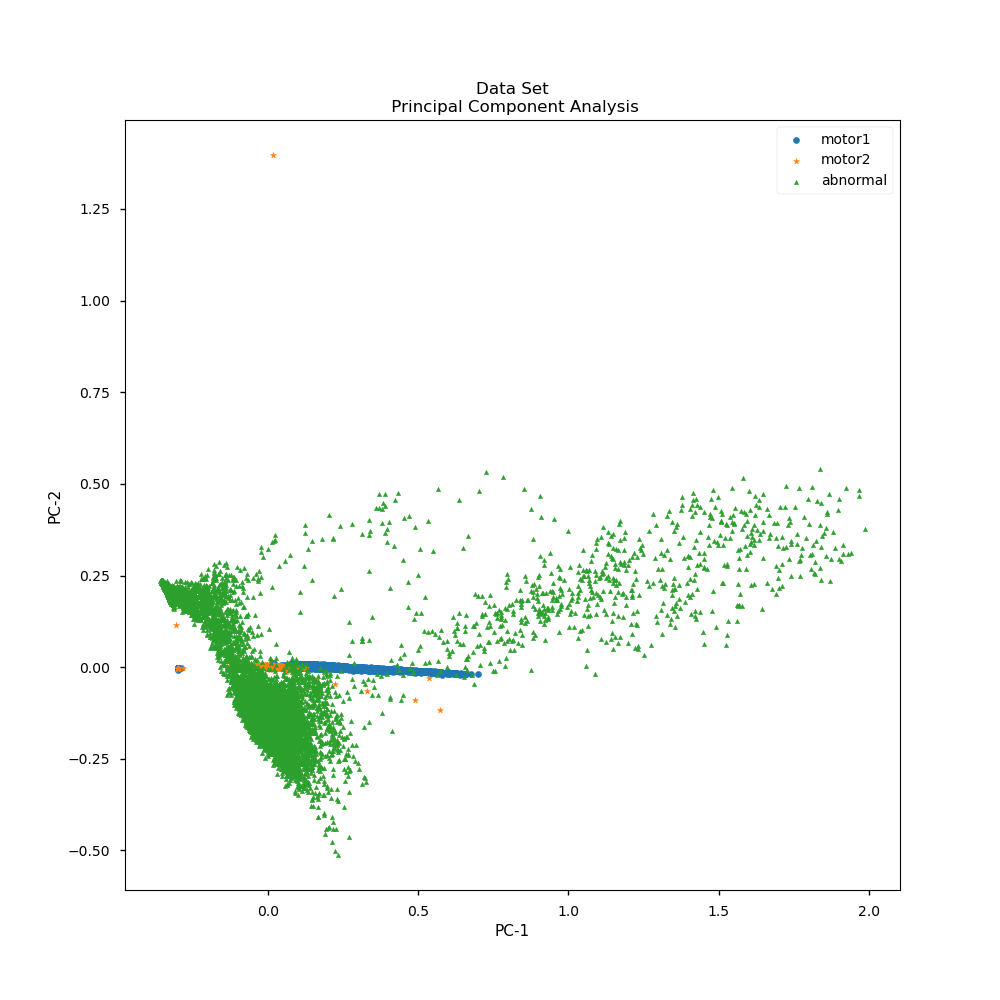 Data Set
Principal Component Analysis
motor1
motor2
abnormal
1.25
1.00
0.75
0.50
0.25
0.00
−0.25
−0.50
PC-2
0.0 0.5 1.0 1.5 2.0
PC-1